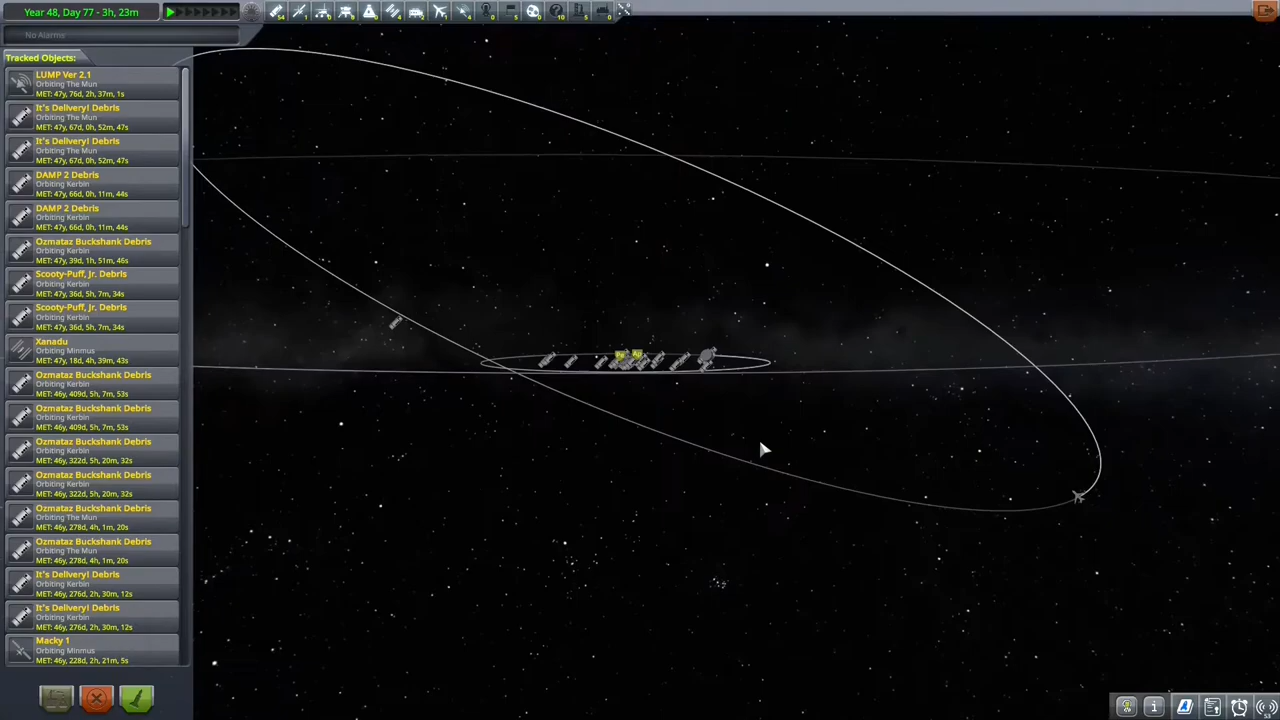 Year 48, Day 77 - 3h, 23m
No Alarms
Tracked Objects:
LUMP Ver 2.1
Orbiting The Mun
MET: 47y, 76d, 2h, 37m, 1s
It's Delivery! Debris
Orbiting The Mun
MET: 47y, 67d, 0h, 52m, 47s
It's Delivery! Debris
Orbiting The Mun
MET: 47y, 67d, 0h, 52m, 47s
DAMP 2 Debris
Orbiting Kerbin
MET: 47y, 66d, 0h, 11m, 44s
DAMP 2 Debris
Orbiting Kerbin
MET: 47y, 66d, 0h, 11m, 44s
Ozmataz Buckshank Debris
Orbiting Kerbin
MET: 47y, 39d, 1h, 51m, 46s
Scooty-Puff, Jr. Debris
Orbiting Kerbin
MET: 47y, 36d, 5h, 7m, 34s
Scooty-Puff, Jr. Debris
Orbiting Kerbin
MET: 47y, 36d, 5h, 7m, 34s
Xanadu
Orbiting Minmus
MET: 47y, 18d, 4h, 39m, 43s
Ozmataz Buckshank Debris
Orbiting Kerbin
MET: 46y, 409d, 5h, 7m, 53s
Ozmataz Buckshank Debris
Orbiting Kerbin
MET: 46y, 409d, 5h, 7m, 53s
Ozmataz Buckshank Debris
Orbiting Kerbin
MET: 46y, 322d, 5h, 20m, 32s
Ozmataz Buckshank Debris
Orbiting Kerbin
MET: 46y, 322d, 5h, 20m, 32s
Ozmataz Buckshank Debris
Orbiting The Mun
MET: 46y, 278d, 4h, 1m, 20s
Ozmataz Buckshank Debris
Orbiting The Mun
MET: 46y, 278d, 4h, 1m, 20s
It's Delivery! Debris
Orbiting Kerbin
MET: 46y, 276d, 2h, 30m, 12s
It's Delivery! Debris
Orbiting Kerbin
MET: 46y, 276d, 2h, 30m, 12s
Macky 1
Orbiting Minmus
MET: 46y, 228d, 2h, 21m, 5s
Pe Ap